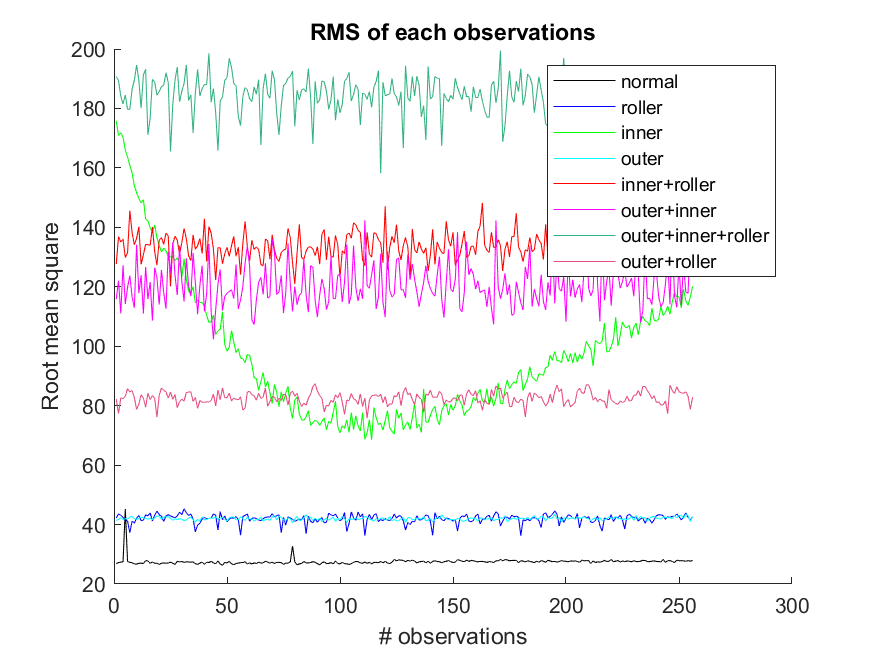 RMS of each observations
200
180
160
140
120
100
80
60
40
20
Root mean square
normal
roller
inner
outer
inner+roller
outer+inner
outer+inner+roller
outer+roller
0 50 100 150 200 250 300
# observations